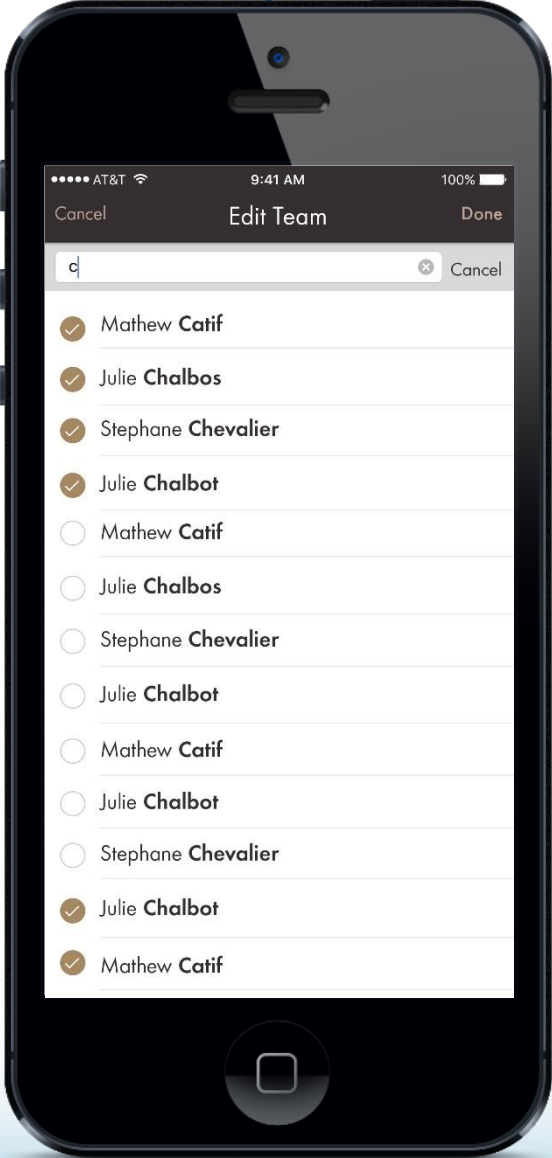 AT&T 9:41 AM 100%
Cancel Edit Team Done
c Cancel
Mathew Catif
Julie Chalbos
Stephane Chevalier
Julie Chalbot
Mathew Catif
Julie Chalbos
Stephane Chevalier
Julie Chalbot
Mathew Catif
Julie Chalbot
Stephane Chevalier
Julie Chalbot
Mathew Catif